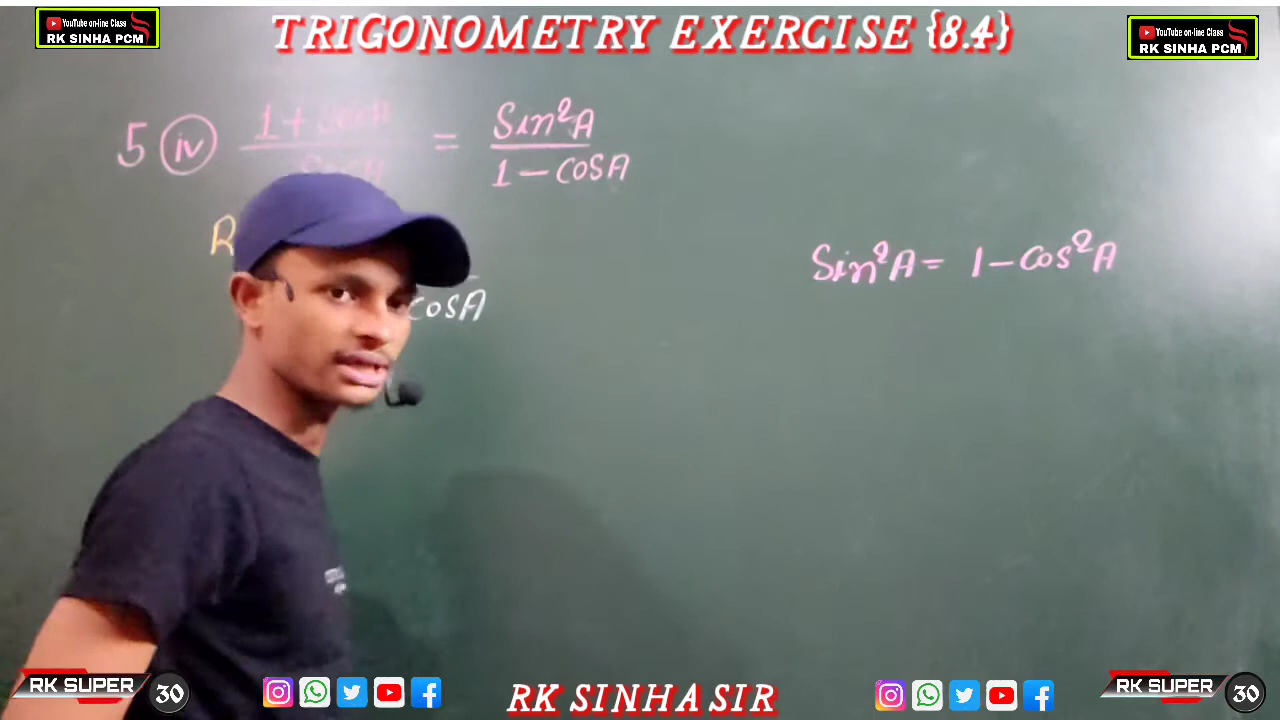 YouTube on-line Class
RK SINHA PCM
TRIGONOMETRY EXERCISE {8.4}
YouTube on-line Class
RK SINHA PCM
5 (iv) 1 + SecA / SecA = Sin²A / 1 - COSA
R
COSA
Sin²A = 1 - Cos²A
RK SUPER 30
RK SINHA SIR
RK SUPER 30